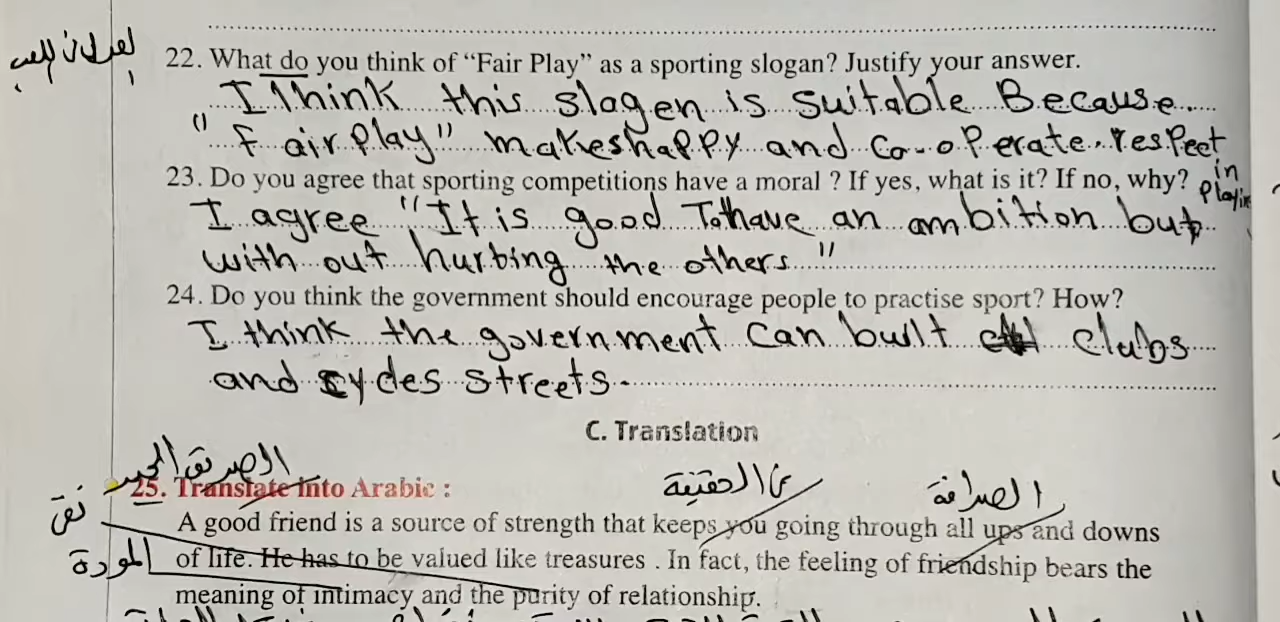 22. What do you think of “Fair Play” as a sporting slogan? Justify your answer.
I think this slagen is suitable Because
"fair play" makes happy and co-operate. respect
in
playin
23. Do you agree that sporting competitions have a moral ? If yes, what is it? If no, why?
I agree "It is good To have an ambition but
with out hurting the others"
24. Do you think the government should encourage people to practise sport? How?
I think the government can built clubs
and cycles streets.
C. Translation
الصديق الجيد
25. Translate into Arabic :
في الحقيقة
الصداقة
A good friend is a source of strength that keeps you going through all ups and downs
of life. He has to be valued like treasures . In fact, the feeling of friendship bears the
المودة
meaning of intimacy and the purity of relationship.